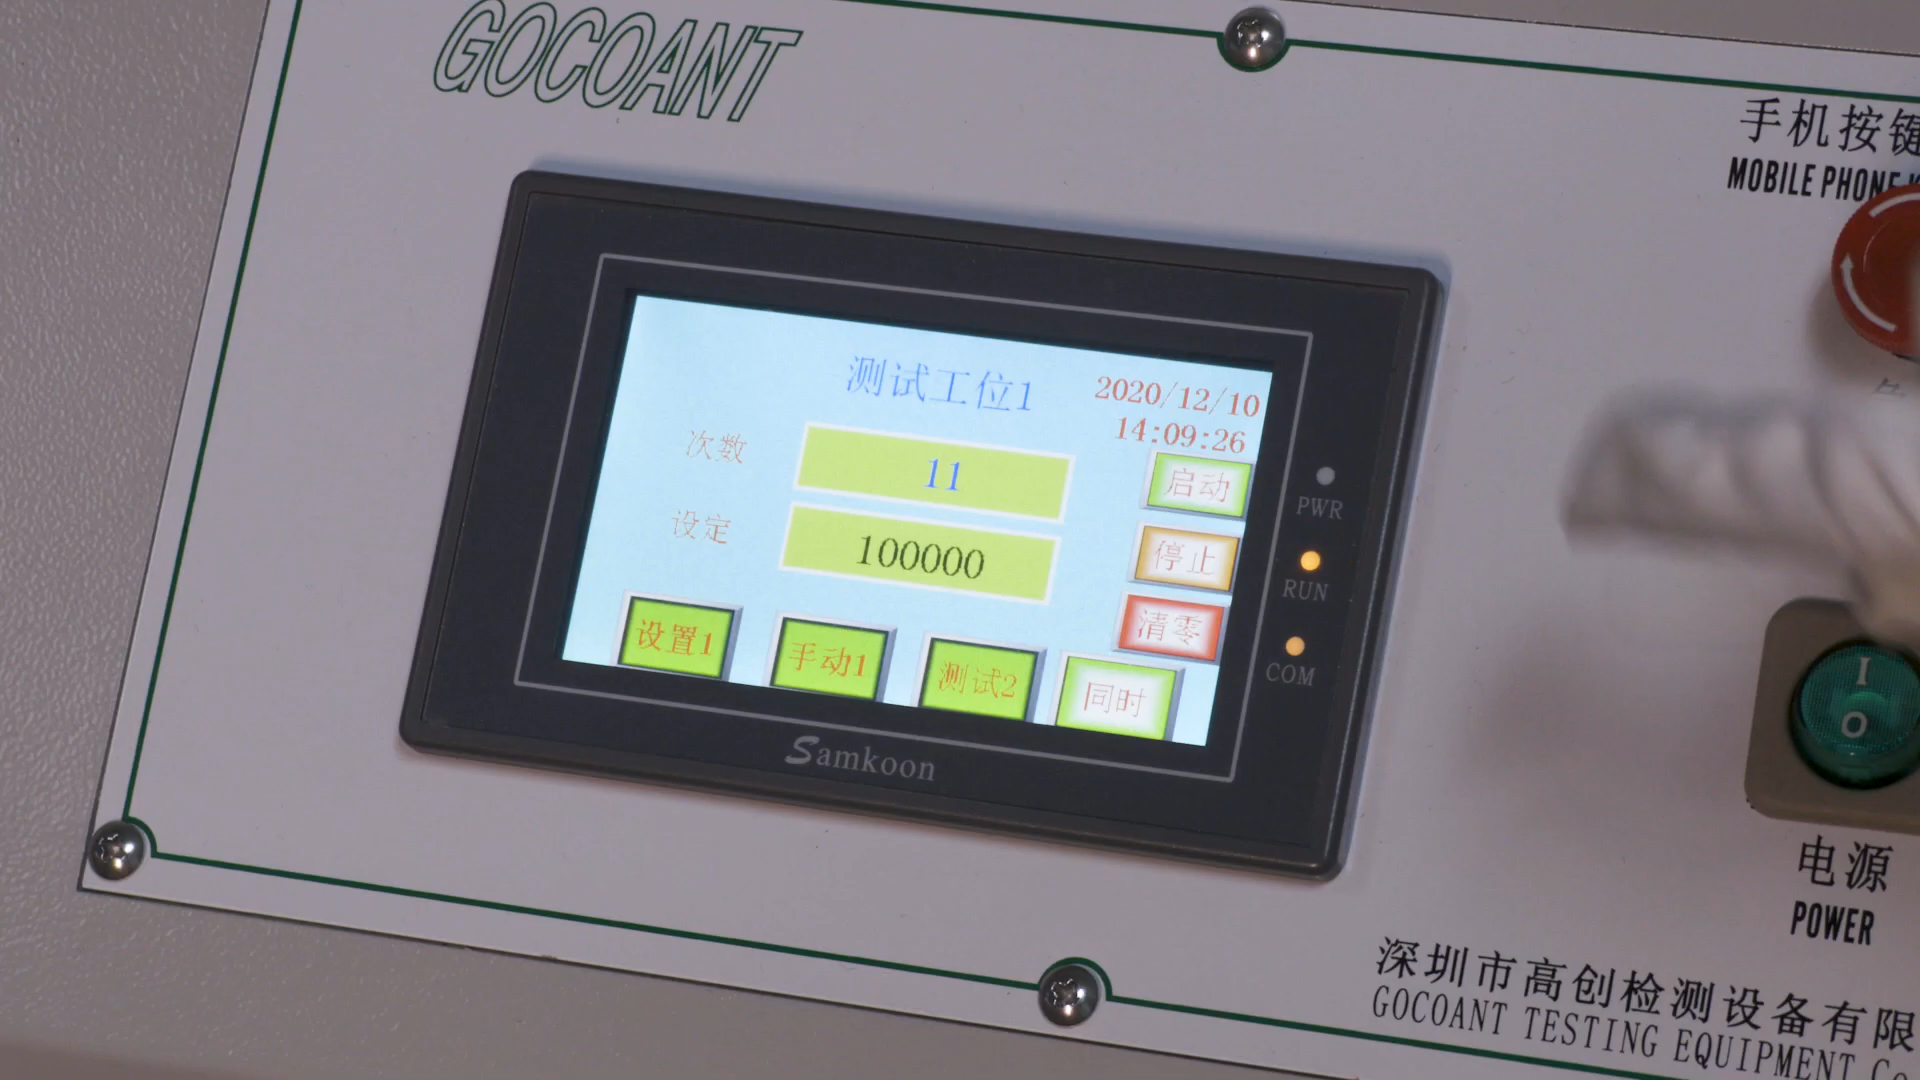 GOCOANT
手机按键
MOBILE PHONE
测试工位1
2020/12/10
14:09:26
次数
11
启动
PWR
设定
100000
停止
RUN
清零
COM
设置1
手动1
测试2
同时
Samkoon
I
O
电源
POWER
深圳市高创检测设备有限
GOCOANT TESTING EQUIPMENT Co